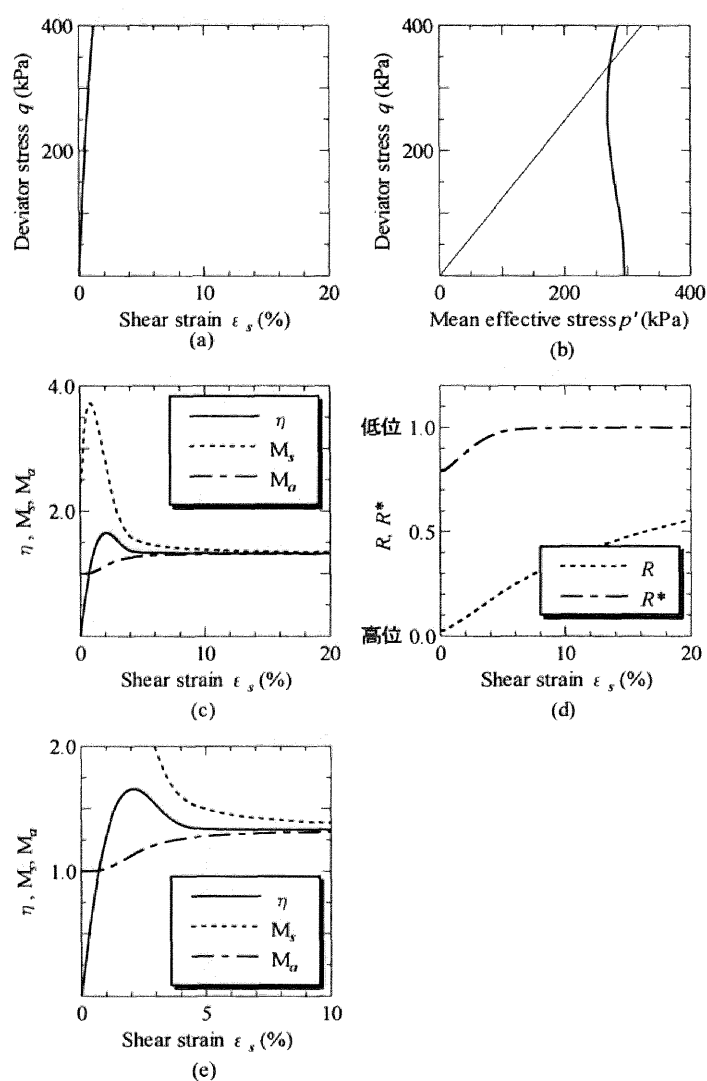 400
200
0
0 10 20
Deviator stress q (kPa)
Shear strain ε s (%)
(a)
400
200
0 200 400
Deviator stress q (kPa)
Mean effective stress p' (kPa)
(b)
4.0
2.0
0 10 20
η , Ms, Ma
η
Ms
Ma
Shear strain ε s (%)
(c)
低位 1.0
0.5
高位 0.0
0 10 20
R, R*
R
R*
Shear strain ε s (%)
(d)
2.0
1.0
0 5 10
η , Ms, Ma
η
Ms
Ma
Shear strain ε s (%)
(e)